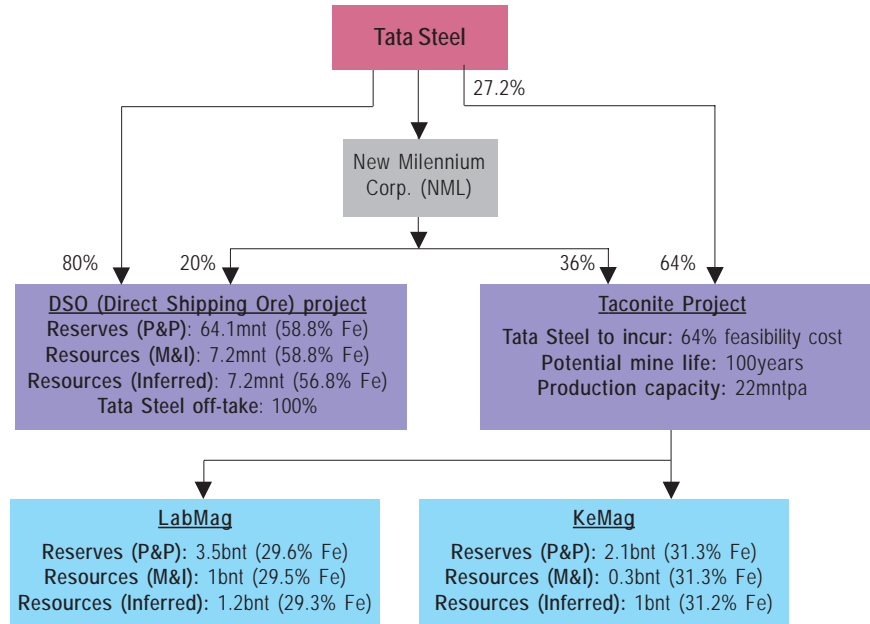 Tata Steel
27.2%
New Milennium
Corp. (NML)
80%
20%
36%
64%
DSO (Direct Shipping Ore) project
Reserves (P&P): 64.1mnt (58.8% Fe)
Resources (M&I): 7.2mnt (58.8% Fe)
Resources (Inferred): 7.2mnt (56.8% Fe)
Tata Steel off-take: 100%
Taconite Project
Tata Steel to incur: 64% feasibility cost
Potential mine life: 100years
Production capacity: 22mntpa
LabMag
Reserves (P&P): 3.5bnt (29.6% Fe)
Resources (M&I): 1bnt (29.5% Fe)
Resources (Inferred): 1.2bnt (29.3% Fe)
KeMag
Reserves (P&P): 2.1bnt (31.3% Fe)
Resources (M&I): 0.3bnt (31.3% Fe)
Resources (Inferred): 1bnt (31.2% Fe)